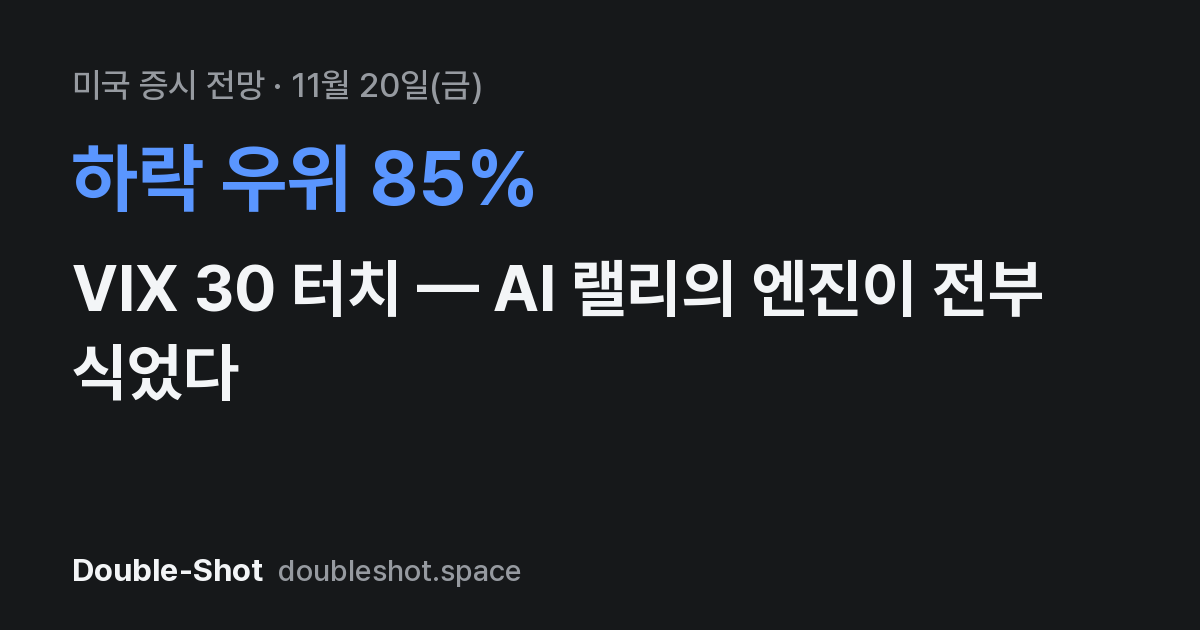 미국 증시 전망 · 11월 20일(금)
하락 우위 85%
VIX 30 터치 — AI 랠리의 엔진이 전부
식었다
Double-Shot doubleshot.space